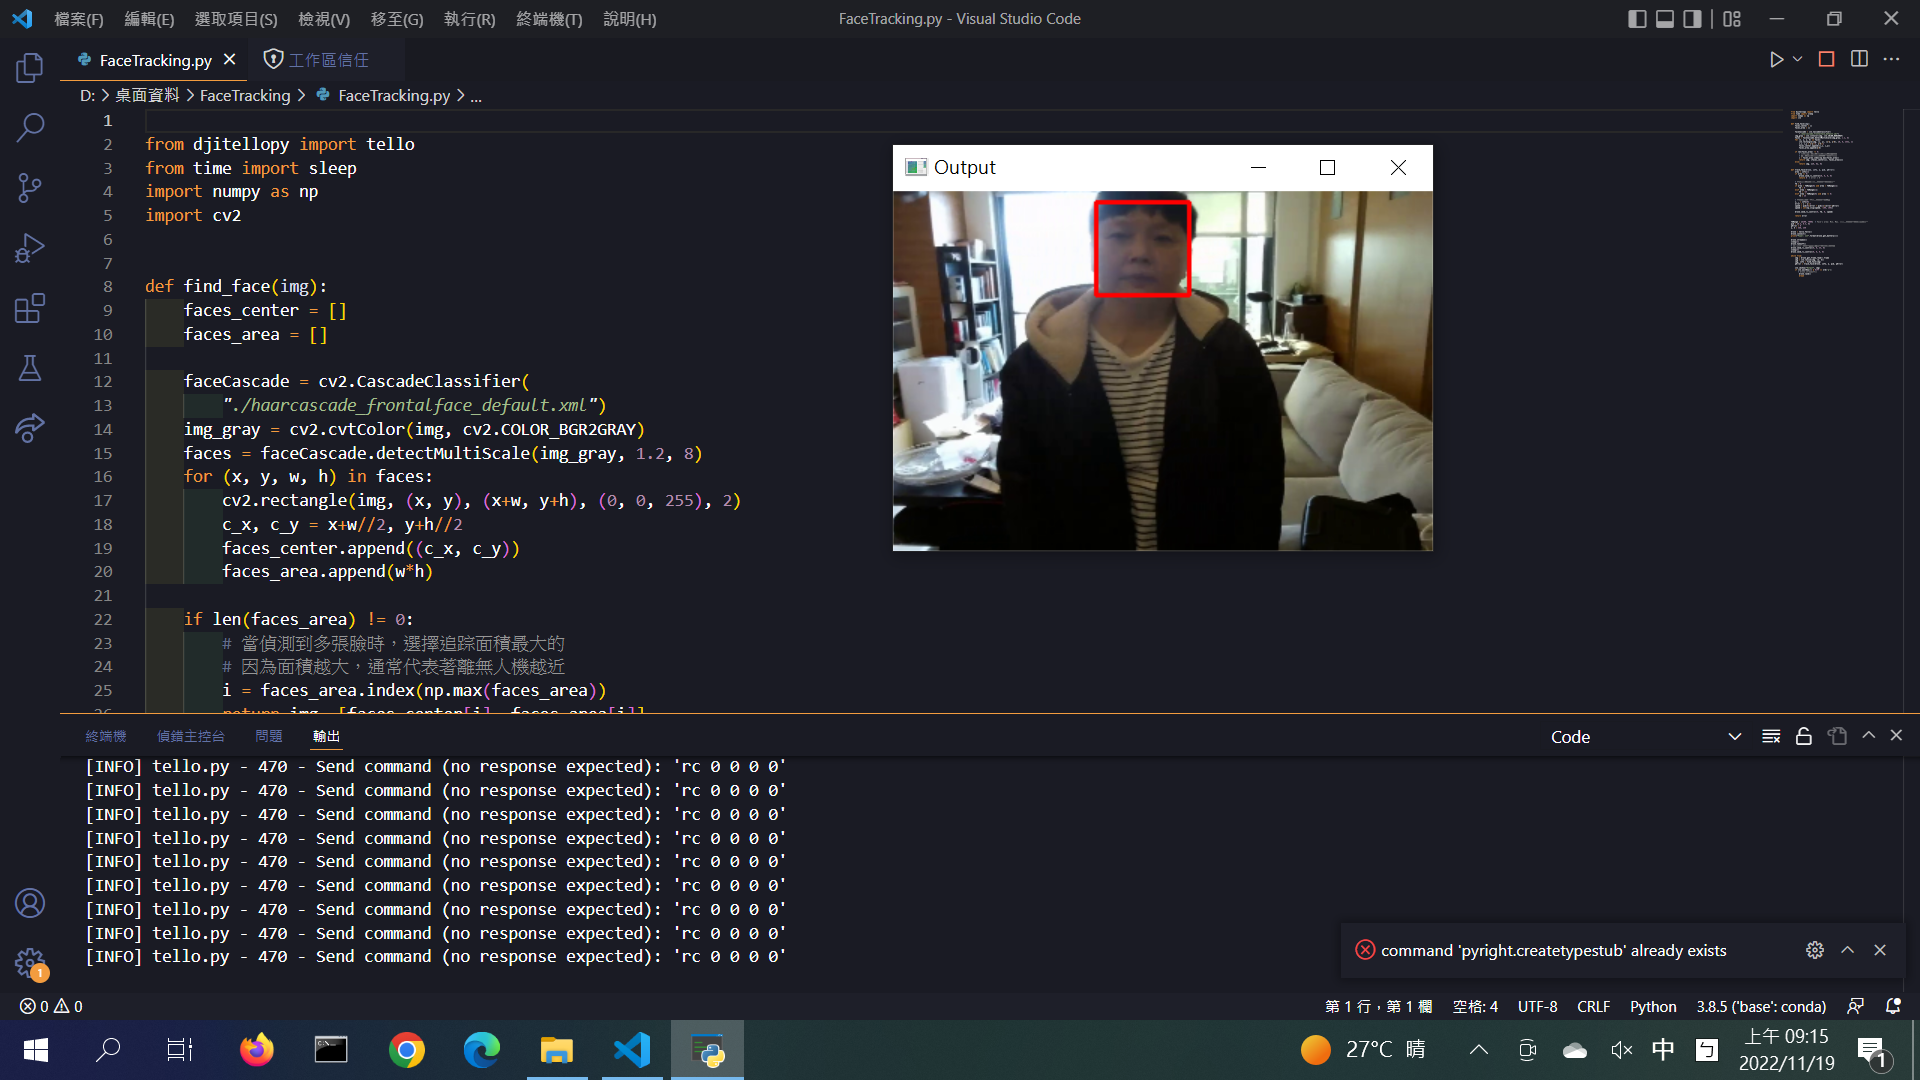 檔案(F) 編輯(E) 選取項目(S) 檢視(V) 移至(G) 執行(R) 終端機(T) 說明(H) FaceTracking.py - Visual Studio Code
FaceTracking.py 工作區信任
D: > 桌面資料 > FaceTracking > FaceTracking.py > ...
1
2 from djitellopy import tello
3 from time import sleep
4 import numpy as np
5 import cv2
6
7
8 def find_face(img):
9 faces_center = []
10 faces_area = []
11
12 faceCascade = cv2.CascadeClassifier(
13 "./haarcascade_frontalface_default.xml")
14 img_gray = cv2.cvtColor(img, cv2.COLOR_BGR2GRAY)
15 faces = faceCascade.detectMultiScale(img_gray, 1.2, 8)
16 for (x, y, w, h) in faces:
17 cv2.rectangle(img, (x, y), (x+w, y+h), (0, 0, 255), 2)
18 c_x, c_y = x+w//2, y+h//2
19 faces_center.append((c_x, c_y))
20 faces_area.append(w*h)
21
22 if len(faces_area) != 0:
23 # 當偵測到多張臉時，選擇追踪面積最大的
24 # 因為面積越大，通常代表著離無人機越近
25 i = faces_area.index(np.max(faces_area))
26 return img, [faces_center[i], faces_area[i]]
Output
終端機 偵錯主控台 問題 輸出 Code
[INFO] tello.py - 470 - Send command (no response expected): 'rc 0 0 0 0'
[INFO] tello.py - 470 - Send command (no response expected): 'rc 0 0 0 0'
[INFO] tello.py - 470 - Send command (no response expected): 'rc 0 0 0 0'
[INFO] tello.py - 470 - Send command (no response expected): 'rc 0 0 0 0'
[INFO] tello.py - 470 - Send command (no response expected): 'rc 0 0 0 0'
[INFO] tello.py - 470 - Send command (no response expected): 'rc 0 0 0 0'
[INFO] tello.py - 470 - Send command (no response expected): 'rc 0 0 0 0'
[INFO] tello.py - 470 - Send command (no response expected): 'rc 0 0 0 0'
[INFO] tello.py - 470 - Send command (no response expected): 'rc 0 0 0 0'
command 'pyright.createtypestub' already exists
1
0 0 第 1 行，第 1 欄 空格: 4 UTF-8 CRLF Python 3.8.5 ('base': conda)
27°C 晴 中 ㄅ 上午 09:15
2022/11/19 1